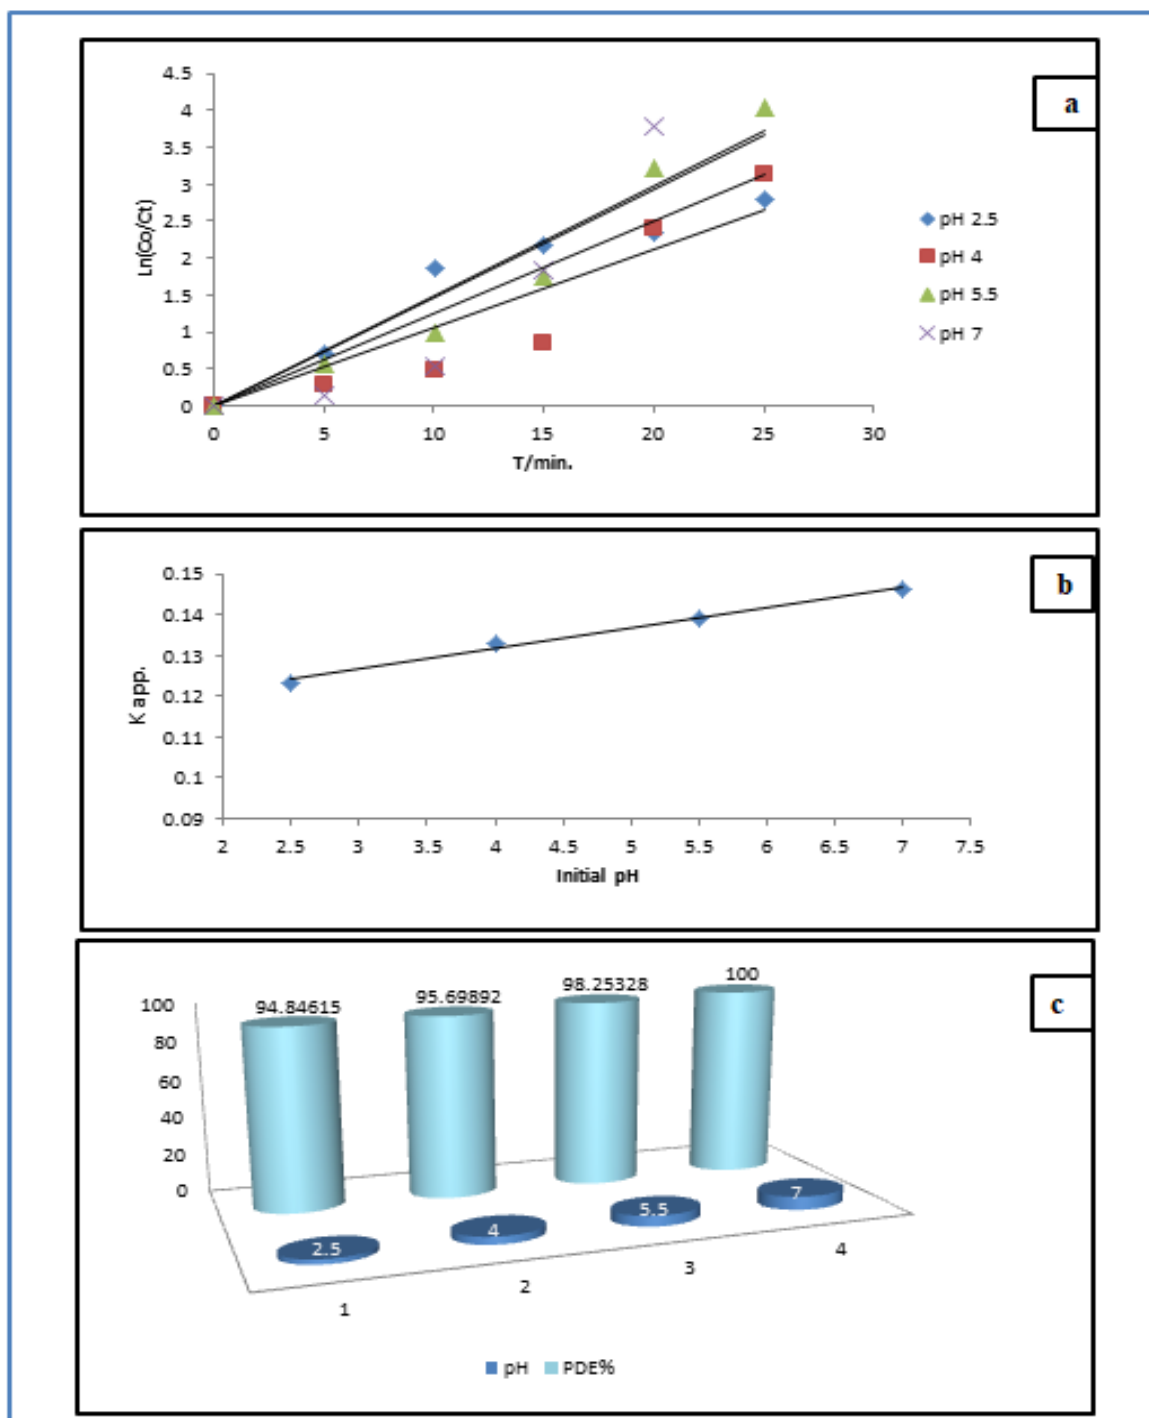 a
4.5
4
3.5
3
2.5
2
1.5
1
0.5
0
Ln(Co/Ct)
0 5 10 15 20 25 30
T/min.
pH 2.5
pH 4
pH 5.5
pH 7
b
0.15
0.14
0.13
0.12
0.11
0.1
0.09
K app.
2 2.5 3 3.5 4 4.5 5 5.5 6 6.5 7 7.5
Initial pH
c
100
80
60
40
20
0
94.84615 95.69892 98.25328 100
2.5 4 5.5 7
1 2 3 4
pH PDE%